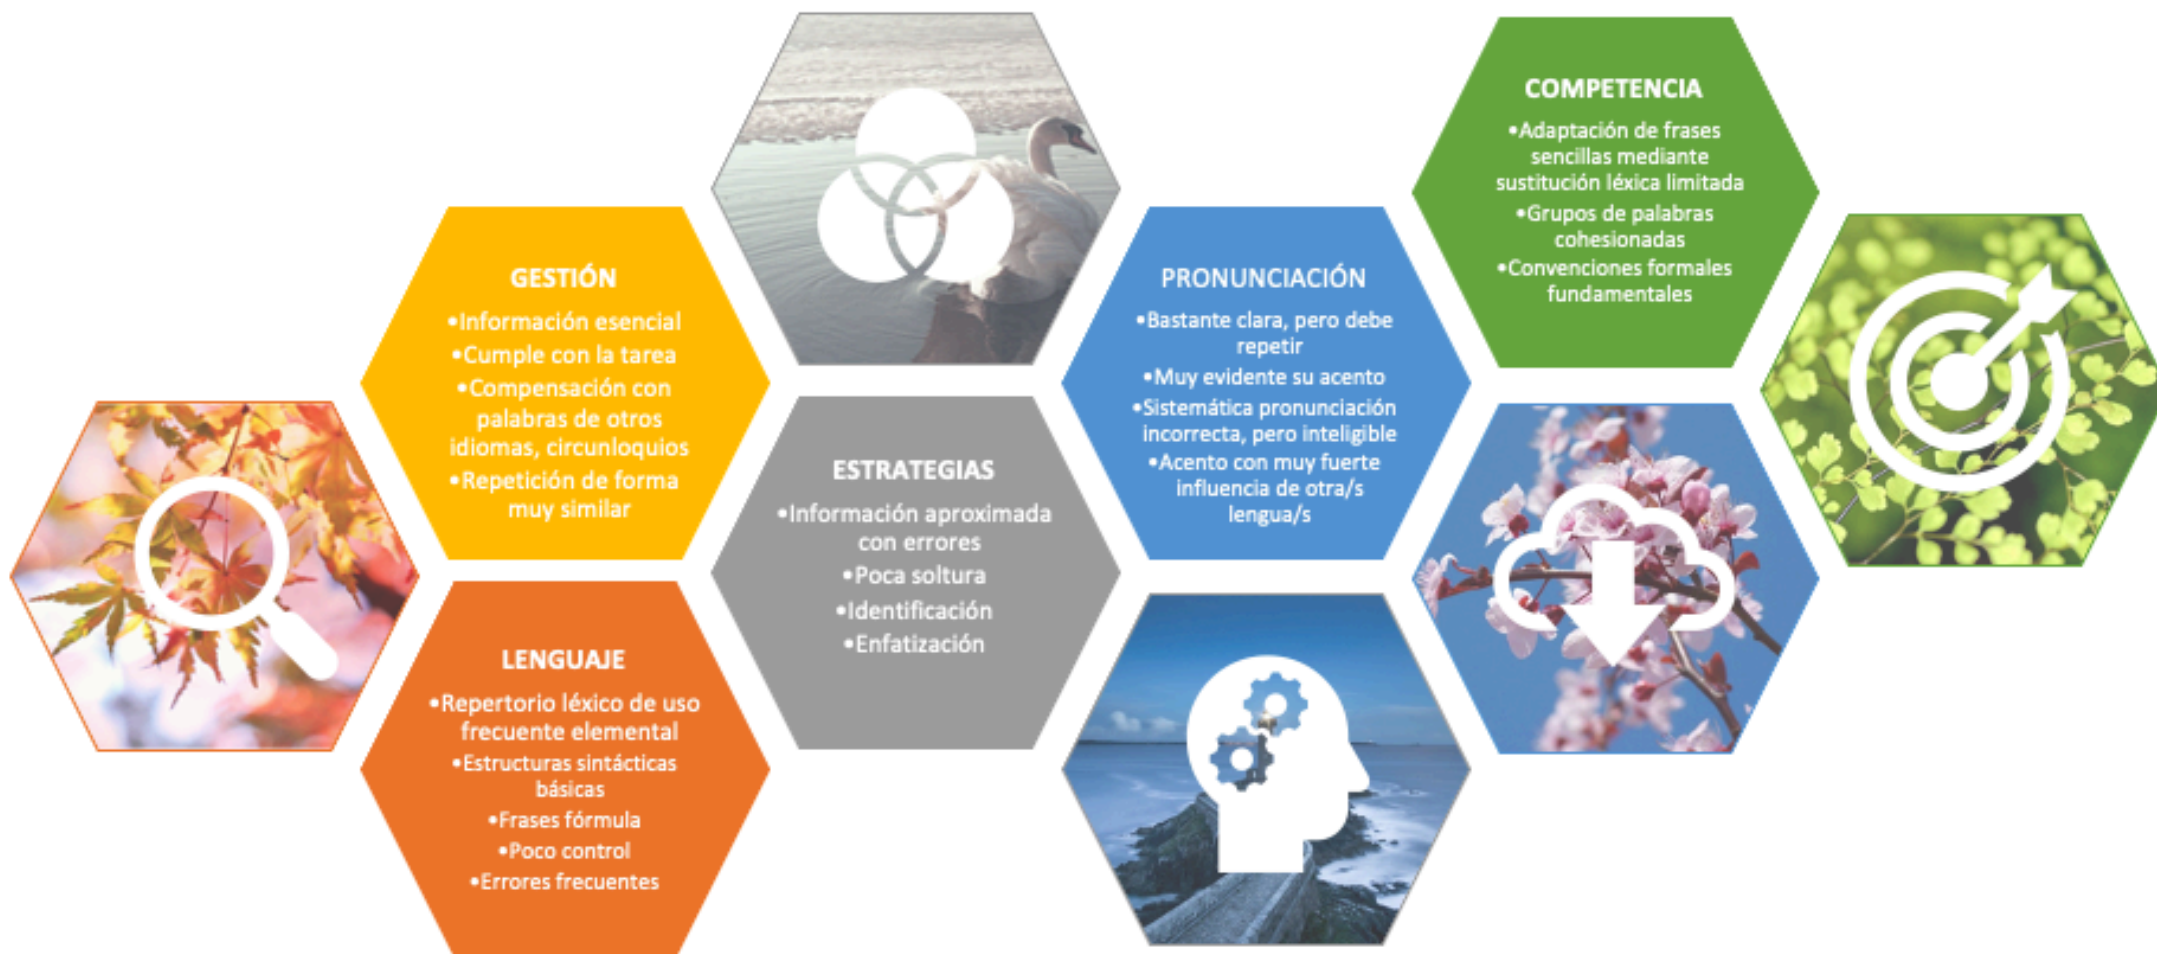 GESTIÓN
•Información esencial
•Cumple con la tarea
•Compensación con
palabras de otros
idiomas, circunloquios
•Repetición de forma
muy similar
LENGUAJE
•Repertorio léxico de uso
frecuente elemental
•Estructuras sintácticas
básicas
•Frases fórmula
•Poco control
•Errores frecuentes
ESTRATEGIAS
•Información aproximada
con errores
•Poca soltura
•Identificación
•Enfatización
PRONUNCIACIÓN
•Bastante clara, pero debe
repetir
•Muy evidente su acento
•Sistemática pronunciación
incorrecta, pero inteligible
•Acento con muy fuerte
influencia de otra/s
lengua/s
COMPETENCIA
•Adaptación de frases
sencillas mediante
sustitución léxica limitada
•Grupos de palabras
cohesionadas
•Convenciones formales
fundamentales